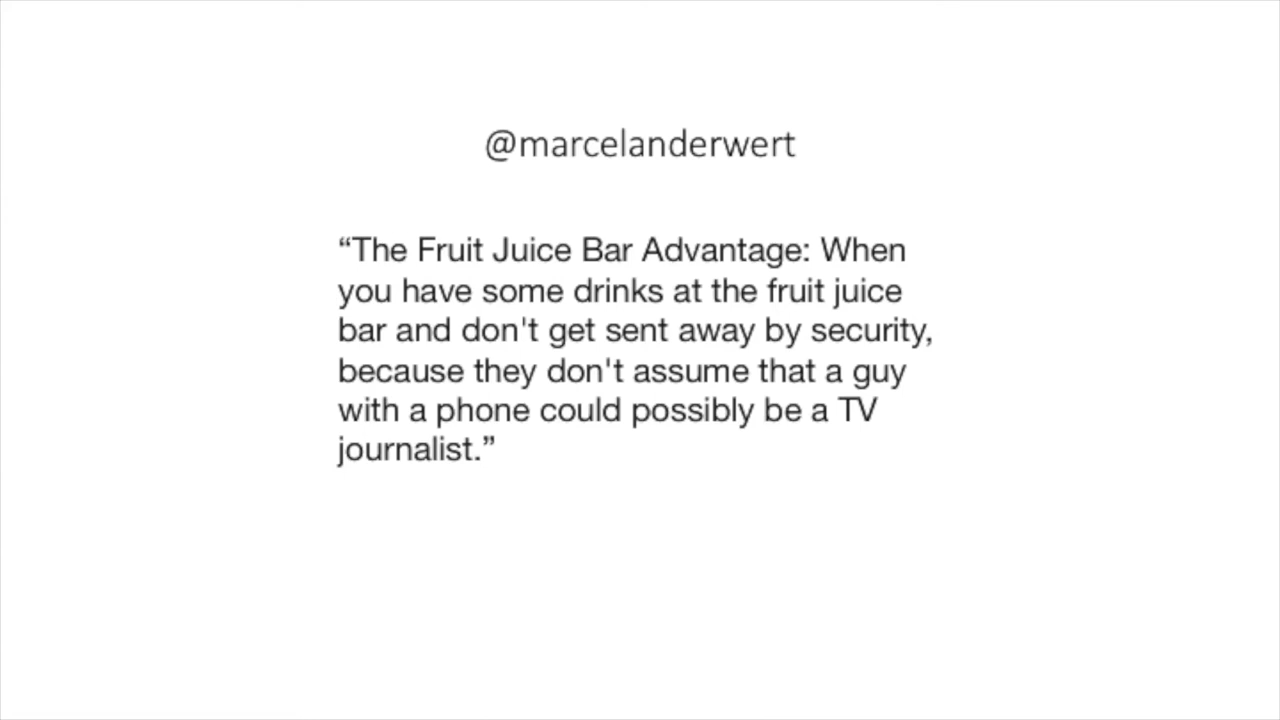 @marcelanderwert
“The Fruit Juice Bar Advantage: When
you have some drinks at the fruit juice
bar and don't get sent away by security,
because they don't assume that a guy
with a phone could possibly be a TV
journalist.”